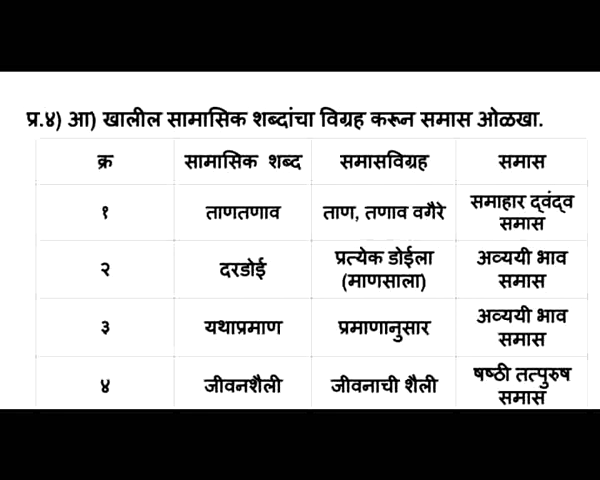 प्र.४) आ) खालील सामासिक शब्दांचा विग्रह करून समास ओळखा.
क्र सामासिक शब्द समासविग्रह समास
१ ताणतणाव ताण, तणाव वगैरे समाहार द्वंद्व समास
२ दरडोई प्रत्येक डोईला (माणसाला) अव्ययी भाव समास
३ यथाप्रमाण प्रमाणानुसार अव्ययी भाव समास
४ जीवनशैली जीवनाची शैली षष्ठी तत्पुरुष समास